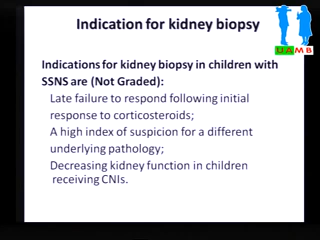 Indication for kidney biopsy
UAMB
Indications for kidney biopsy in children with
SSNS are (Not Graded):
Late failure to respond following initial
response to corticosteroids;
A high index of suspicion for a different
underlying pathology;
Decreasing kidney function in children
receiving CNIs.